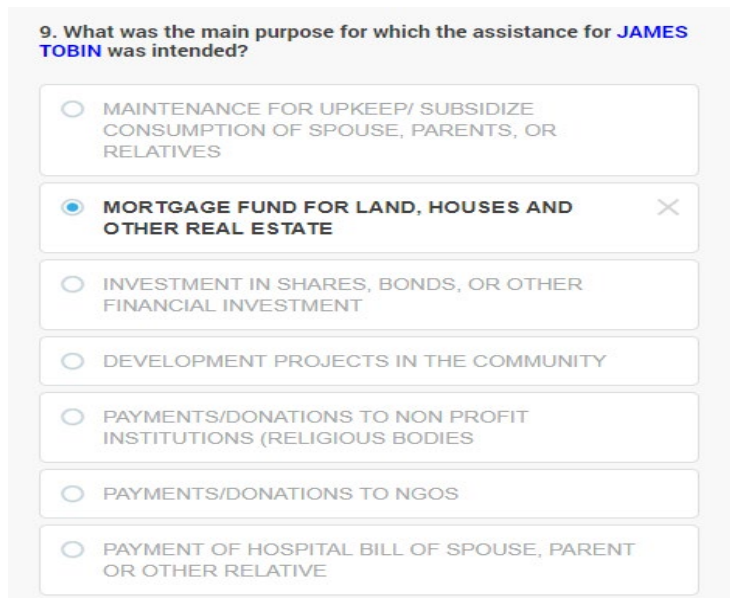 9. What was the main purpose for which the assistance for JAMES
TOBIN was intended?
MAINTENANCE FOR UPKEEP/ SUBSIDIZE
CONSUMPTION OF SPOUSE, PARENTS, OR
RELATIVES
MORTGAGE FUND FOR LAND, HOUSES AND
OTHER REAL ESTATE
INVESTMENT IN SHARES, BONDS, OR OTHER
FINANCIAL INVESTMENT
DEVELOPMENT PROJECTS IN THE COMMUNITY
PAYMENTS/DONATIONS TO NON PROFIT
INSTITUTIONS (RELIGIOUS BODIES
PAYMENTS/DONATIONS TO NGOS
PAYMENT OF HOSPITAL BILL OF SPOUSE, PARENT
OR OTHER RELATIVE